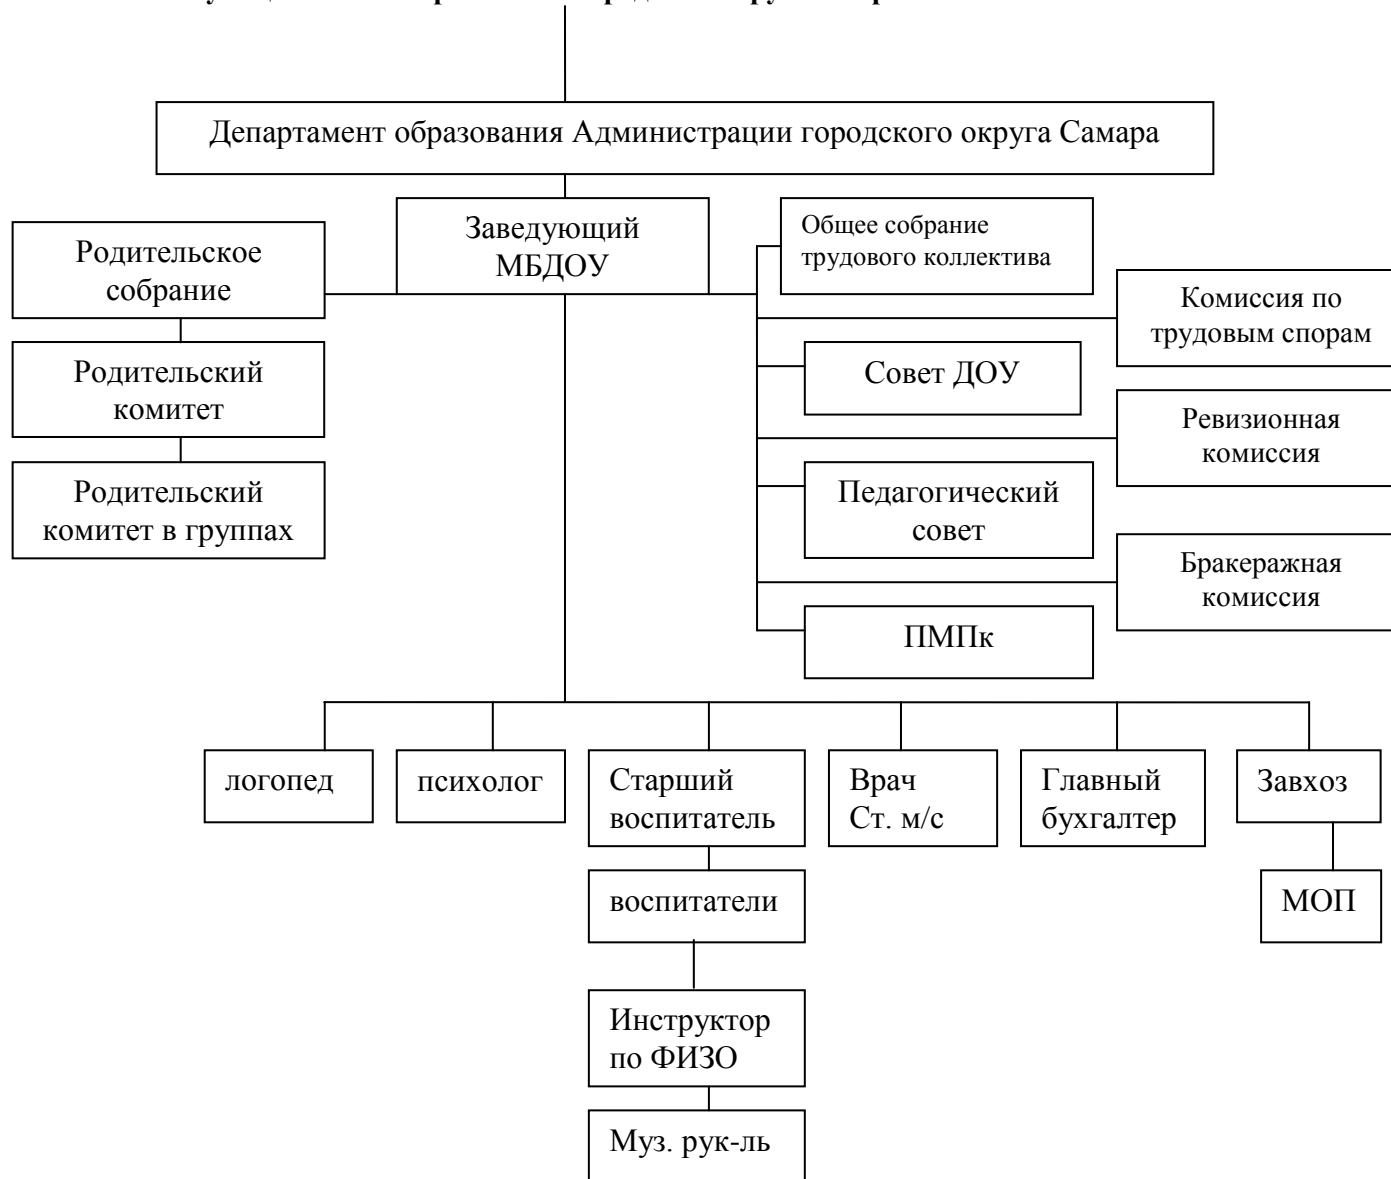 Департамент образования Администрации городского округа Самара
Заведующий
МБДОУ
Общее собрание
трудового коллектива
Родительское
собрание
Комиссия по
трудовым спорам
Родительский
комитет
Совет ДОУ
Ревизионная
комиссия
Родительский
комитет в группах
Педагогический
совет
Бракеражная
комиссия
ПМПк
логопед
психолог
Старший
воспитатель
Врач
Ст. м/с
Главный
бухгалтер
Завхоз
воспитатели
МОП
Инструктор
по ФИЗО
Муз. рук-ль